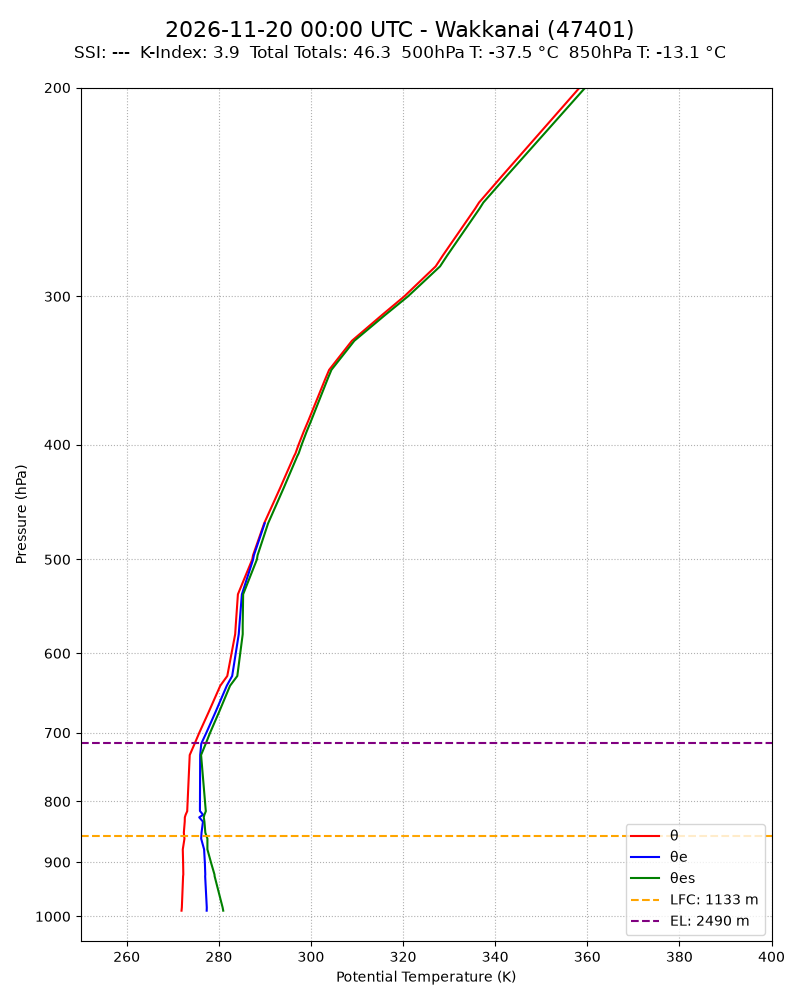 2026-11-20 00:00 UTC - Wakkanai (47401)
SSI: --- K-Index: 3.9 Total Totals: 46.3 500hPa T: -37.5 °C 850hPa T: -13.1 °C
200
300
400
500
600
700
800
900
1000
Pressure (hPa)
260
280
300
320
340
360
380
400
Potential Temperature (K)
θ
θe
θes
LFC: 1133 m
EL: 2490 m